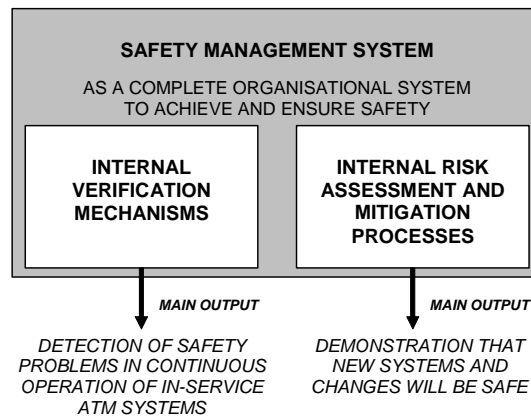 SAFETY MANAGEMENT SYSTEM
AS A COMPLETE ORGANISATIONAL SYSTEM
TO ACHIEVE AND ENSURE SAFETY
INTERNAL
VERIFICATION
MECHANISMS
INTERNAL RISK
ASSESSMENT AND
MITIGATION
PROCESSES
MAIN OUTPUT
MAIN OUTPUT
DETECTION OF SAFETY
PROBLEMS IN CONTINUOUS
OPERATION OF IN-SERVICE
ATM SYSTEMS
DEMONSTRATION THAT
NEW SYSTEMS AND
CHANGES WILL BE SAFE